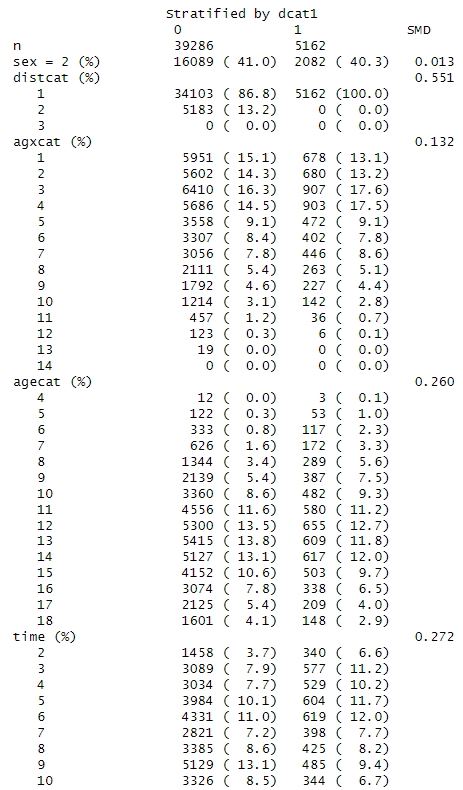 Stratified by dcat1
                     0              1             SMD
n                    39286          5162
sex = 2 (%)          16089 ( 41.0)  2082 ( 40.3)   0.013
distcat (%)                                        0.551
   1                 34103 ( 86.8)  5162 (100.0)
   2                  5183 ( 13.2)     0 (  0.0)
   3                     0 (  0.0)     0 (  0.0)
agxcat (%)                                         0.132
   1                  5951 ( 15.1)   678 ( 13.1)
   2                  5602 ( 14.3)   680 ( 13.2)
   3                  6410 ( 16.3)   907 ( 17.6)
   4                  5686 ( 14.5)   903 ( 17.5)
   5                  3558 (  9.1)   472 (  9.1)
   6                  3307 (  8.4)   402 (  7.8)
   7                  3056 (  7.8)   446 (  8.6)
   8                  2111 (  5.4)   263 (  5.1)
   9                  1792 (  4.6)   227 (  4.4)
   10                 1214 (  3.1)   142 (  2.8)
   11                  457 (  1.2)    36 (  0.7)
   12                  123 (  0.3)     6 (  0.1)
   13                   19 (  0.0)     0 (  0.0)
   14                    0 (  0.0)     0 (  0.0)
agecat (%)                                         0.260
   4                    12 (  0.0)     3 (  0.1)
   5                   122 (  0.3)    53 (  1.0)
   6                   333 (  0.8)   117 (  2.3)
   7                   626 (  1.6)   172 (  3.3)
   8                  1344 (  3.4)   289 (  5.6)
   9                  2139 (  5.4)   387 (  7.5)
   10                 3360 (  8.6)   482 (  9.3)
   11                 4556 ( 11.6)   580 ( 11.2)
   12                 5300 ( 13.5)   655 ( 12.7)
   13                 5415 ( 13.8)   609 ( 11.8)
   14                 5127 ( 13.1)   617 ( 12.0)
   15                 4152 ( 10.6)   503 (  9.7)
   16                 3074 (  7.8)   338 (  6.5)
   17                 2125 (  5.4)   209 (  4.0)
   18                 1601 (  4.1)   148 (  2.9)
time (%)                                           0.272
   2                  1458 (  3.7)   340 (  6.6)
   3                  3089 (  7.9)   577 ( 11.2)
   4                  3034 (  7.7)   529 ( 10.2)
   5                  3984 ( 10.1)   604 ( 11.7)
   6                  4331 ( 11.0)   619 ( 12.0)
   7                  2821 (  7.2)   398 (  7.7)
   8                  3385 (  8.6)   425 (  8.2)
   9                  5129 ( 13.1)   485 (  9.4)
   10                 3326 (  8.5)   344 (  6.7)